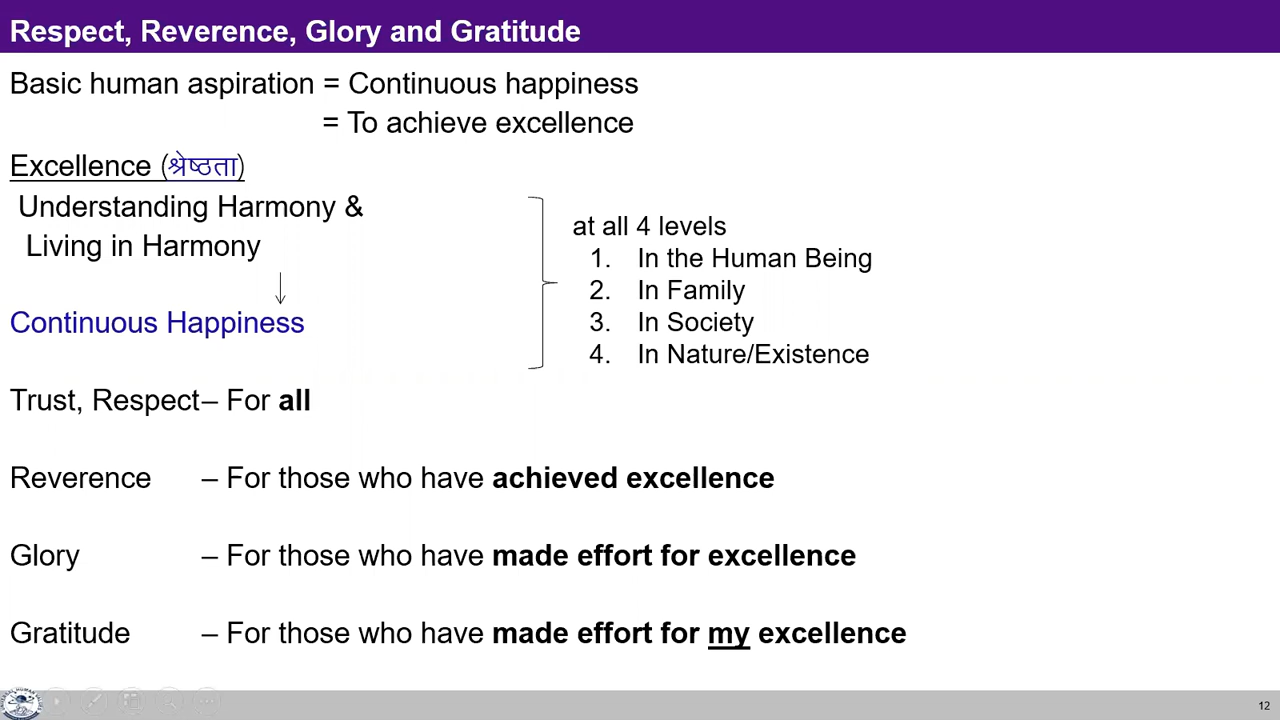 Respect, Reverence, Glory and Gratitude
Basic human aspiration = Continuous happiness
= To achieve excellence
Excellence (श्रेष्ठता)
Understanding Harmony &
Living in Harmony
Continuous Happiness
at all 4 levels
1. In the Human Being
2. In Family
3. In Society
4. In Nature/Existence
Trust, Respect – For all
Reverence – For those who have achieved excellence
Glory – For those who have made effort for excellence
Gratitude – For those who have made effort for my excellence
12